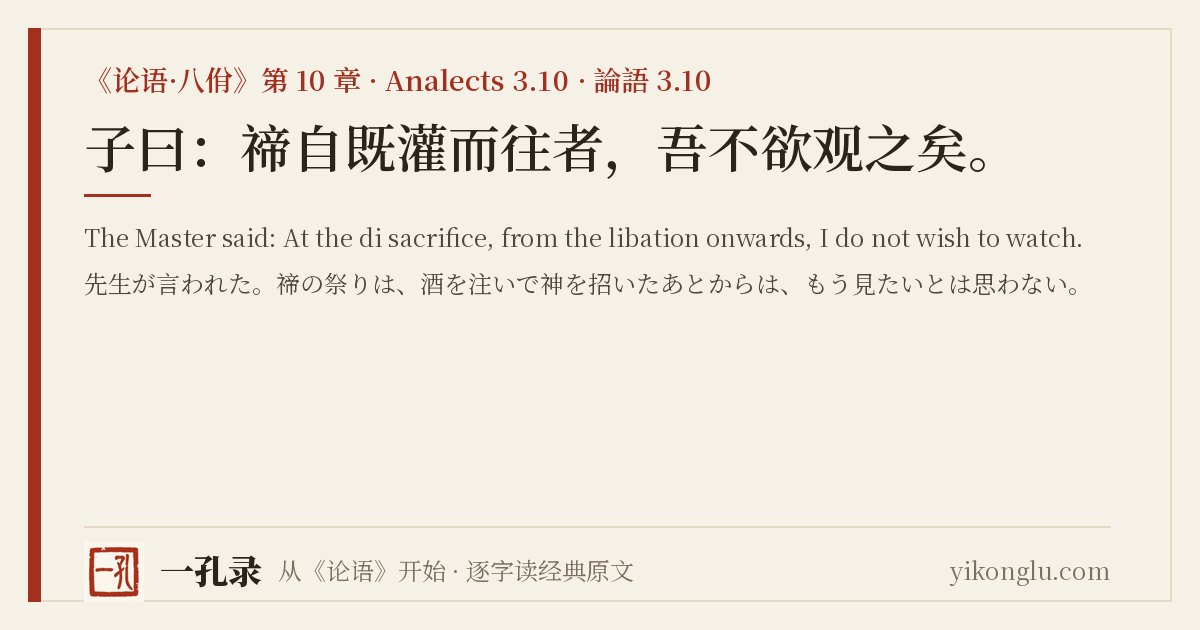 《论语·八佾》第 10 章 · Analects 3.10 · 論語 3.10
子曰：禘自既灌而往者，吾不欲观之矣。
The Master said: At the di sacrifice, from the libation onwards, I do not wish to watch.
先生が言われた。禘の祭りは、酒を注いで神を招いたあとからは、もう見たいとは思わない。
一孔 一孔录 从《论语》开始 · 逐字读经典原文 yikonglu.com